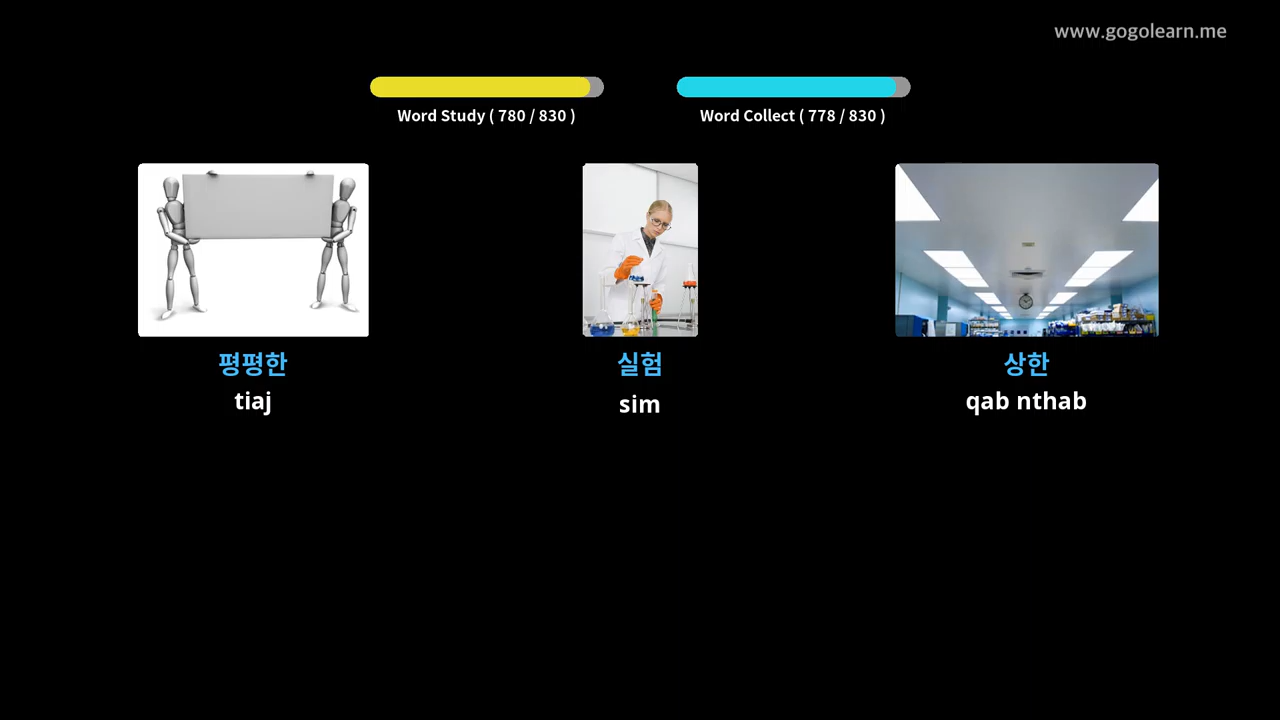 www.gogolearn.me
Word Study ( 780 / 830 )
Word Collect ( 778 / 830 )
평평한
실험
상한
tiaj
sim
qab nthab